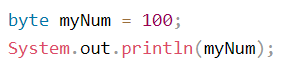 byte myNum = 100;
System.out.println(myNum);